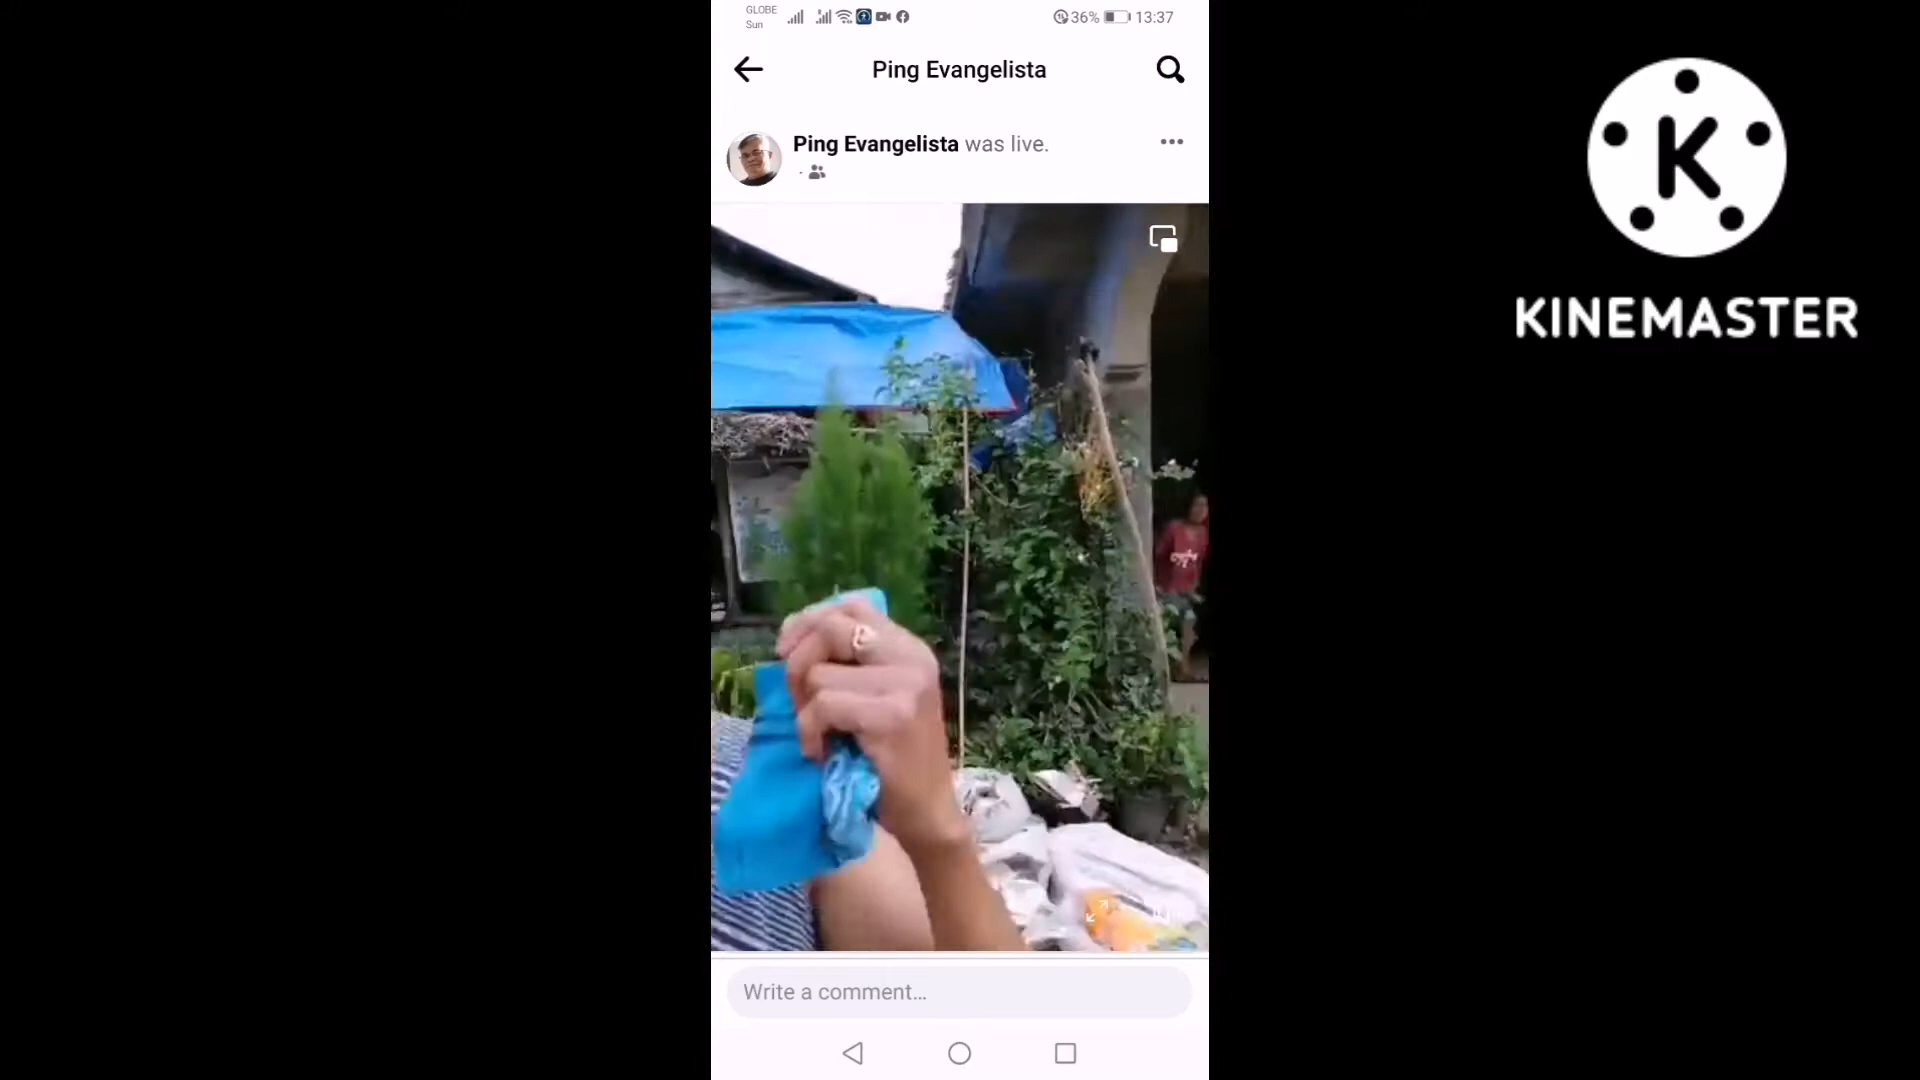 GLOBE
Sun
36% 13:37
Ping Evangelista
Ping Evangelista was live.
K
KINEMASTER
Write a comment...